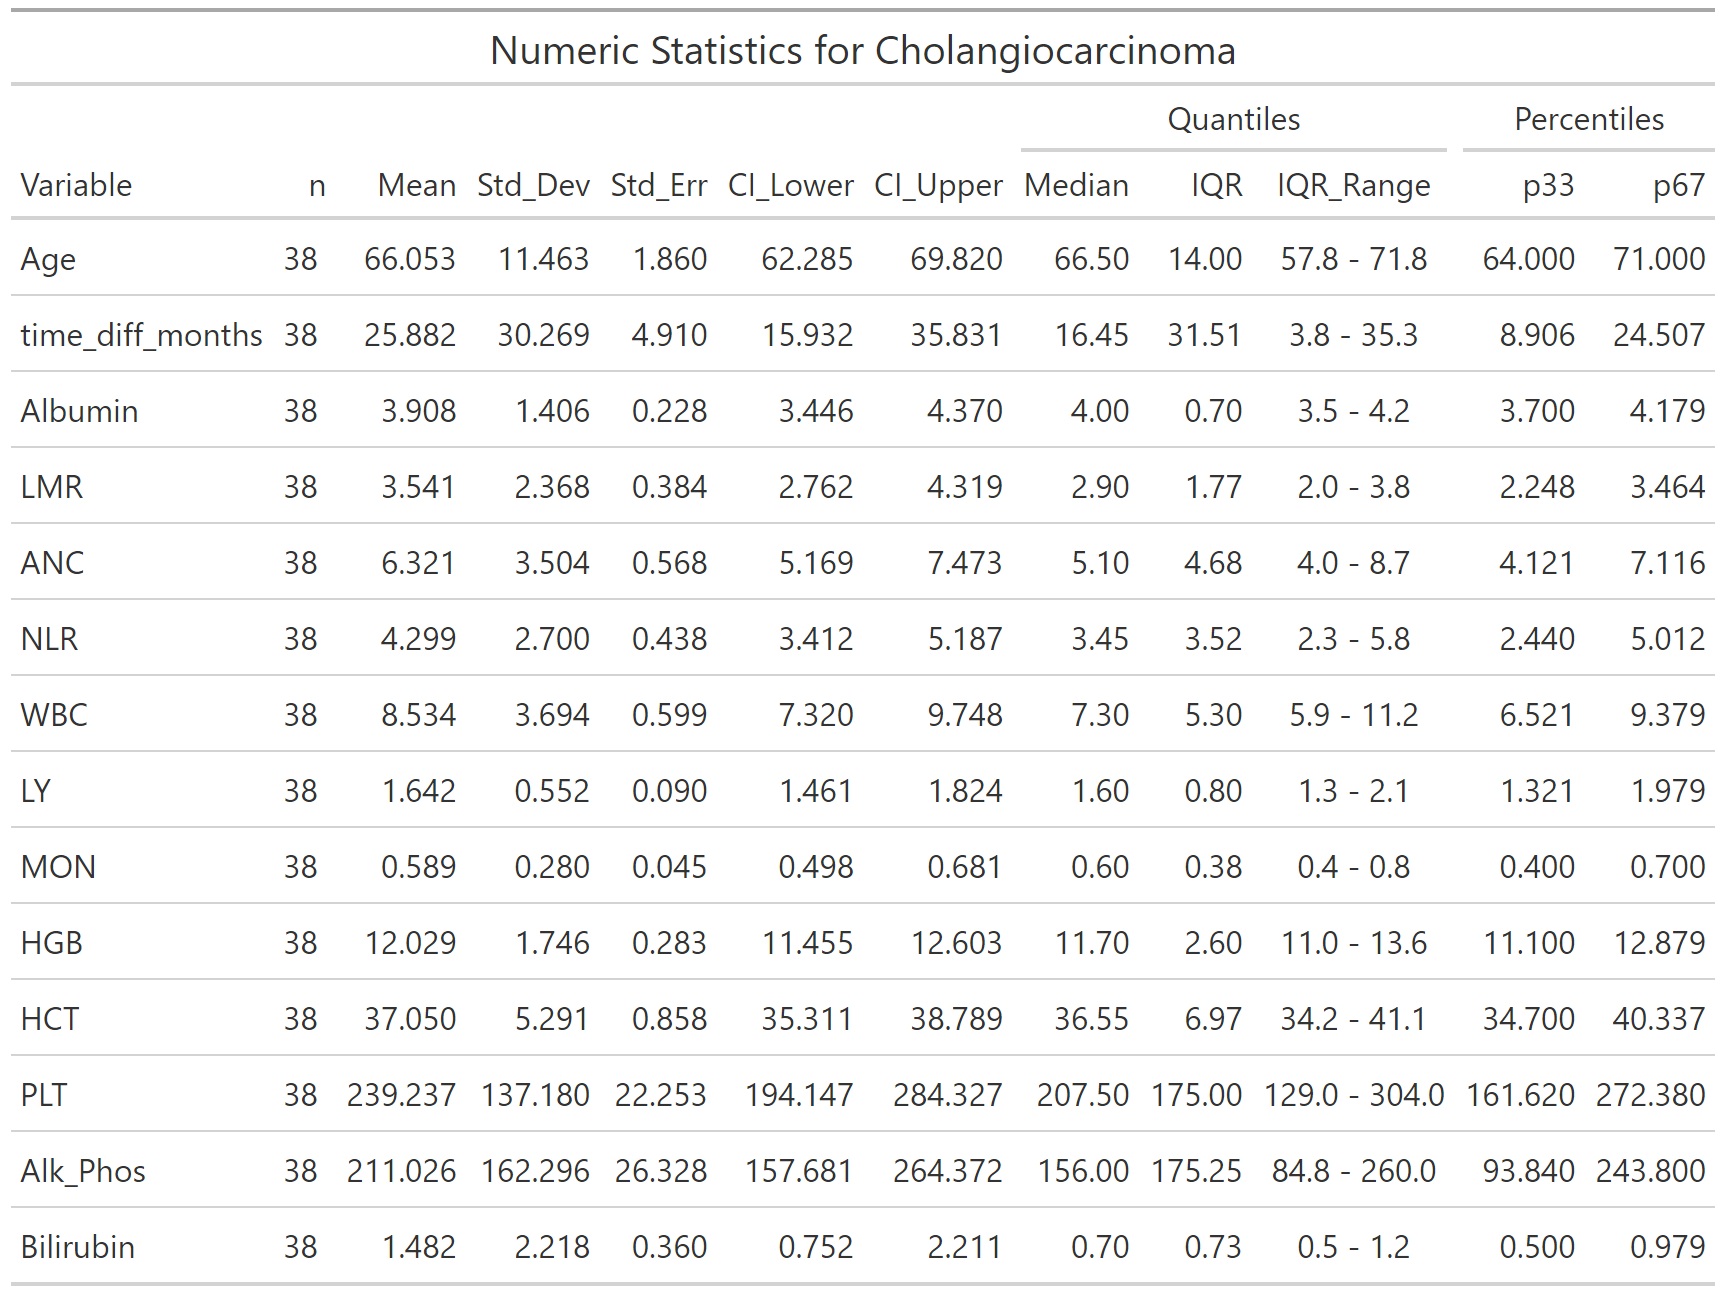 Numeric Statistics for Cholangiocarcinoma
Quantiles Percentiles
Variable n Mean Std_Dev Std_Err CI_Lower CI_Upper Median IQR IQR_Range p33 p67
Age 38 66.053 11.463 1.860 62.285 69.820 66.50 14.00 57.8 - 71.8 64.000 71.000
time_diff_months 38 25.882 30.269 4.910 15.932 35.831 16.45 31.51 3.8 - 35.3 8.906 24.507
Albumin 38 3.908 1.406 0.228 3.446 4.370 4.00 0.70 3.5 - 4.2 3.700 4.179
LMR 38 3.541 2.368 0.384 2.762 4.319 2.90 1.77 2.0 - 3.8 2.248 3.464
ANC 38 6.321 3.504 0.568 5.169 7.473 5.10 4.68 4.0 - 8.7 4.121 7.116
NLR 38 4.299 2.700 0.438 3.412 5.187 3.45 3.52 2.3 - 5.8 2.440 5.012
WBC 38 8.534 3.694 0.599 7.320 9.748 7.30 5.30 5.9 - 11.2 6.521 9.379
LY 38 1.642 0.552 0.090 1.461 1.824 1.60 0.80 1.3 - 2.1 1.321 1.979
MON 38 0.589 0.280 0.045 0.498 0.681 0.60 0.38 0.4 - 0.8 0.400 0.700
HGB 38 12.029 1.746 0.283 11.455 12.603 11.70 2.60 11.0 - 13.6 11.100 12.879
HCT 38 37.050 5.291 0.858 35.311 38.789 36.55 6.97 34.2 - 41.1 34.700 40.337
PLT 38 239.237 137.180 22.253 194.147 284.327 207.50 175.00 129.0 - 304.0 161.620 272.380
Alk_Phos 38 211.026 162.296 26.328 157.681 264.372 156.00 175.25 84.8 - 260.0 93.840 243.800
Bilirubin 38 1.482 2.218 0.360 0.752 2.211 0.70 0.73 0.5 - 1.2 0.500 0.979